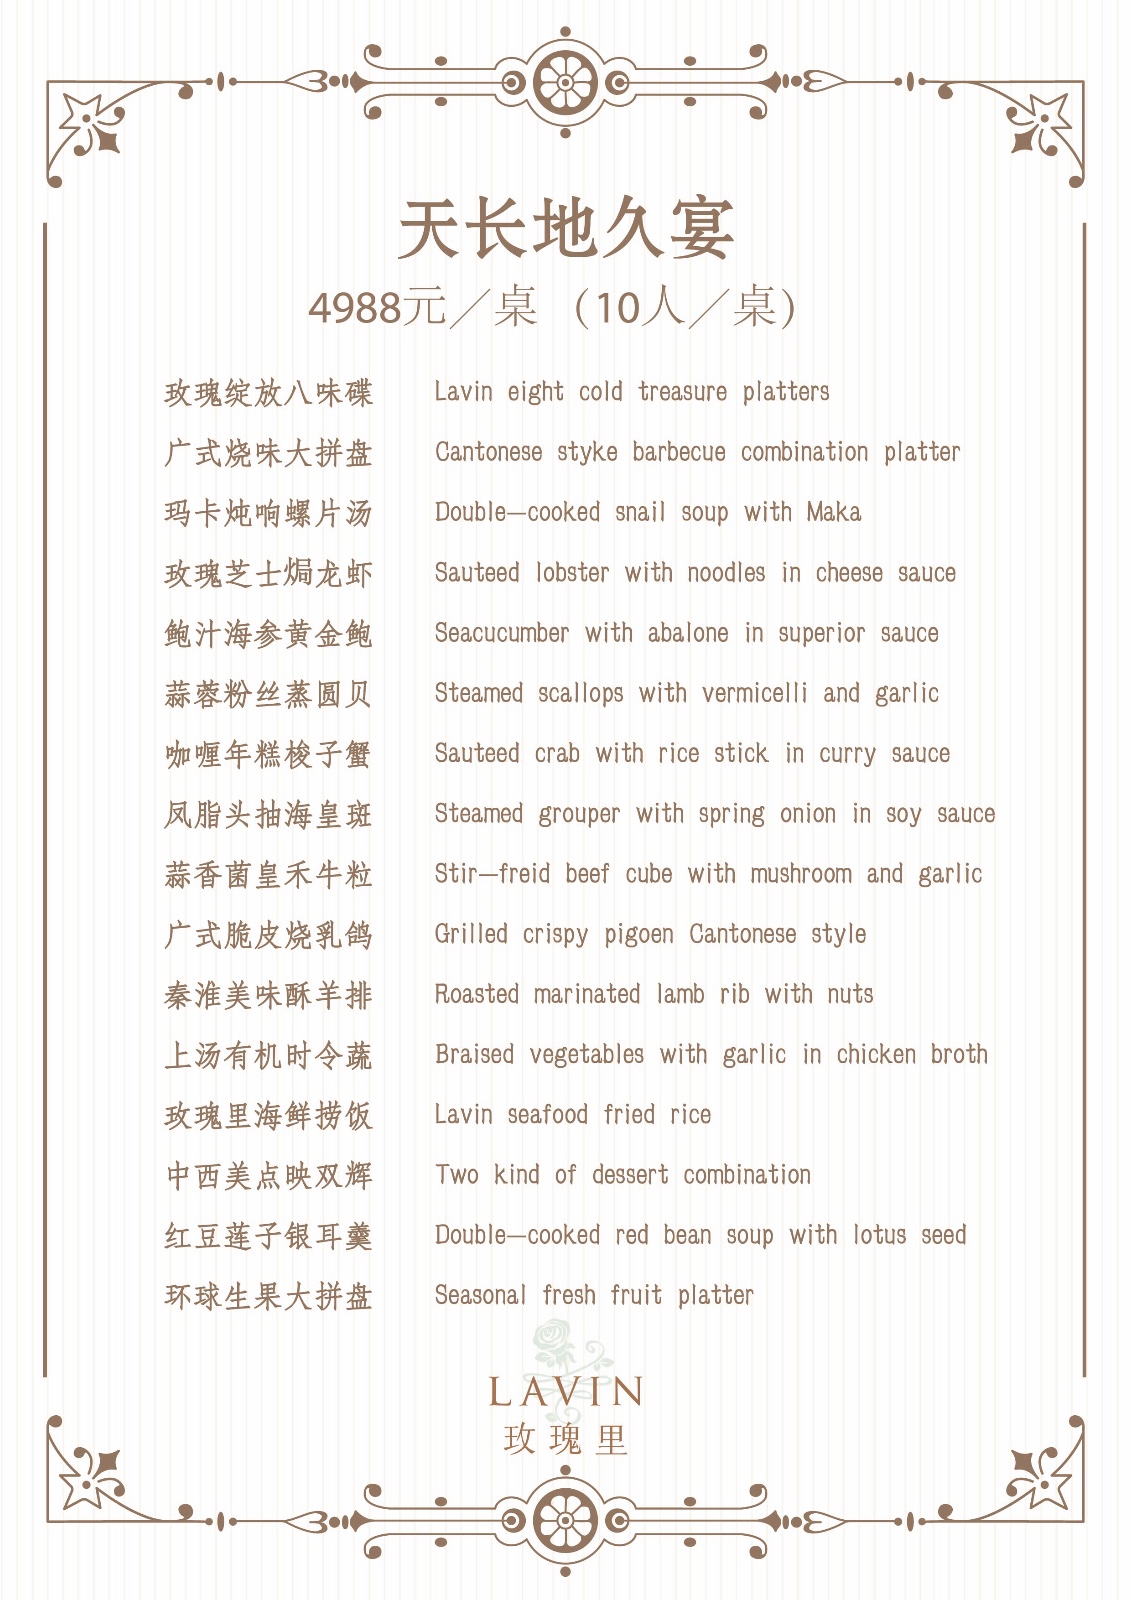 天长地久宴
4988元／桌 （10人／桌）
玫瑰绽放八味碟 Lavin eight cold treasure platters
广式烧味大拼盘 Cantonese styke barbecue combination platter
玛卡炖响螺片汤 Double—cooked snail soup with Maka
玫瑰芝士焗龙虾 Sauteed lobster with noodles in cheese sauce
鲍汁海参黄金鲍 Seacucumber with abalone in superior sauce
蒜蓉粉丝蒸圆贝 Steamed scallops with vermicelli and garlic
咖喱年糕梭子蟹 Sauteed crab with rice stick in curry sauce
凤脂头抽海皇斑 Steamed grouper with spring onion in soy sauce
蒜香菌皇禾牛粒 Stir—freid beef cube with mushroom and garlic
广式脆皮烧乳鸽 Grilled crispy pigoen Cantonese style
秦淮美味酥羊排 Roasted marinated lamb rib with nuts
上汤有机时令蔬 Braised vegetables with garlic in chicken broth
玫瑰里海鲜捞饭 Lavin seafood fried rice
中西美点映双辉 Two kind of dessert combination
红豆莲子银耳羹 Double—cooked red bean soup with lotus seed
环球生果大拼盘 Seasonal fresh fruit platter
LAVIN
玫瑰里